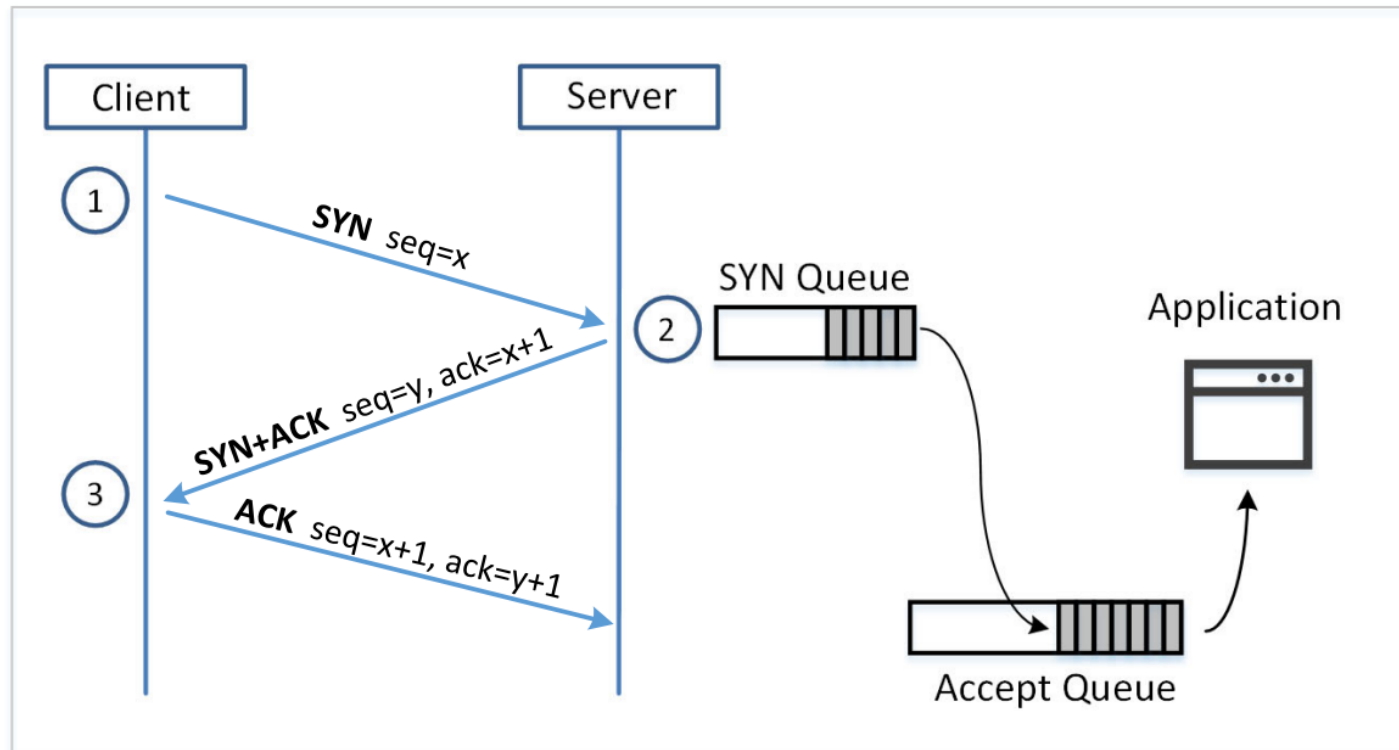 Client
Server
1
SYN seq=x
SYN Queue
2
Application
SYN+ACK seq=y, ack=x+1
3
ACK seq=x+1, ack=y+1
Accept Queue